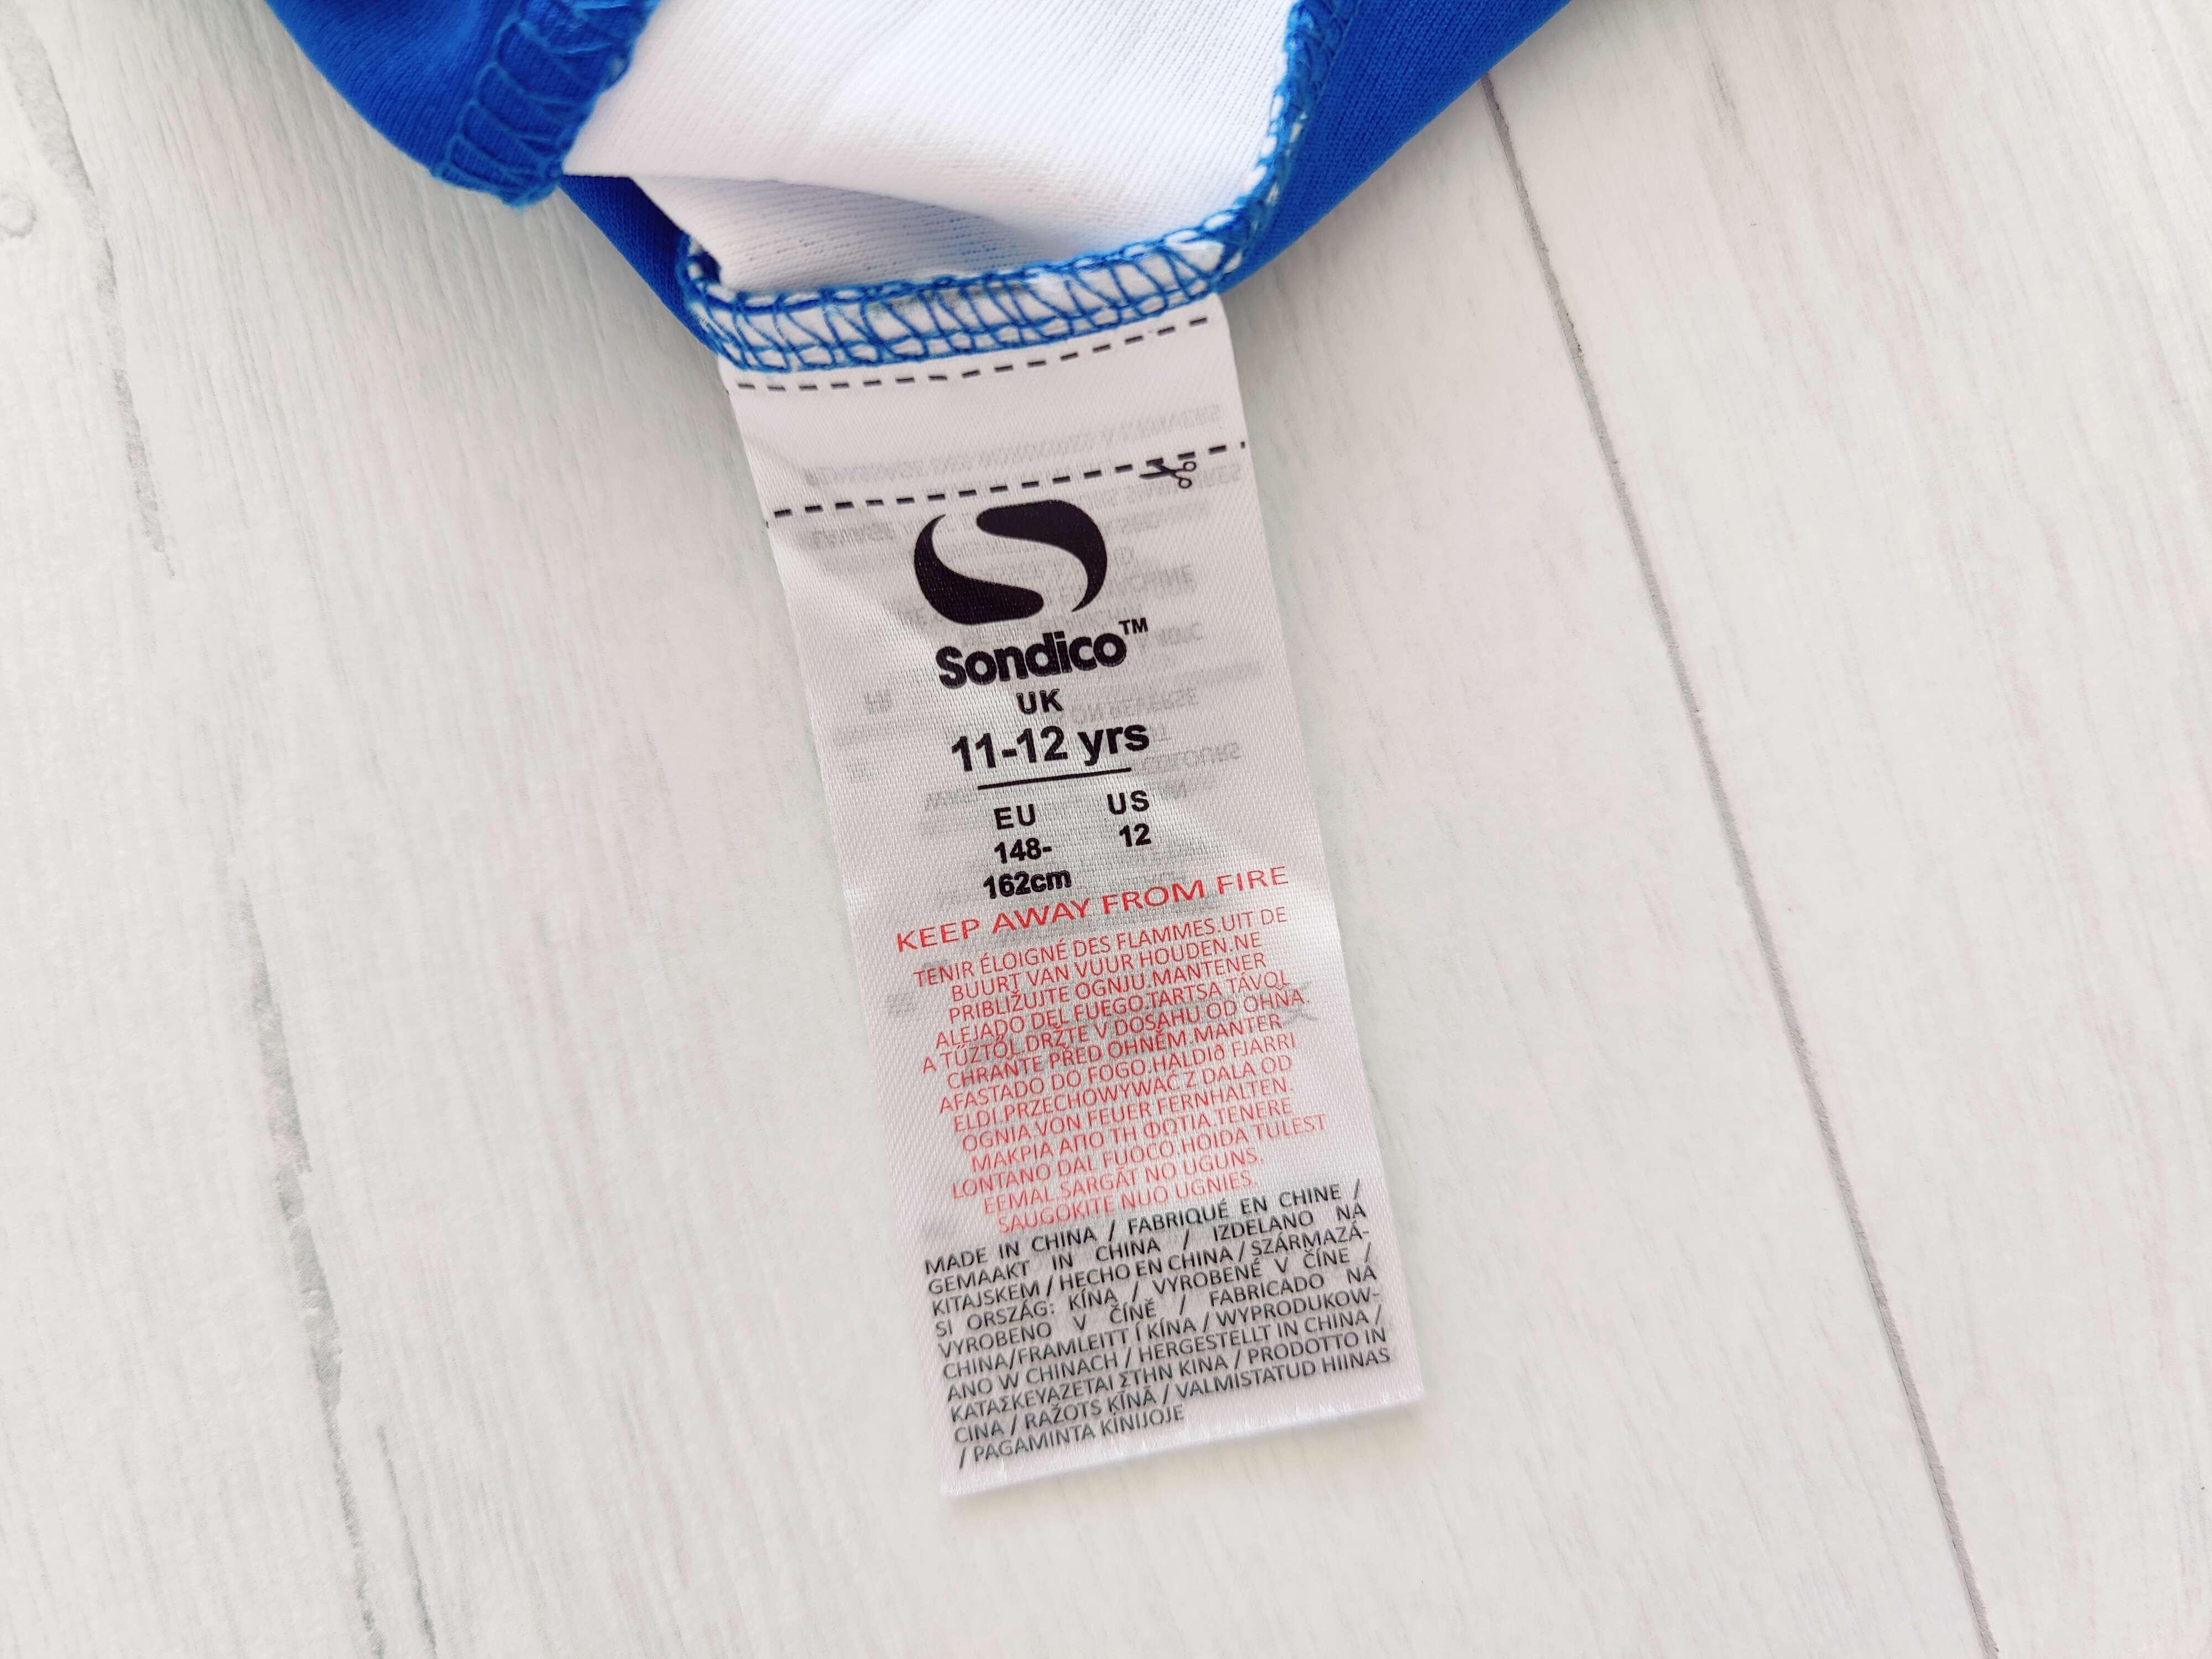 Sondico™
UK
11-12 yrs
EU US
148- 12
162cm
KEEP AWAY FROM FIRE
TENIR ÉLOIGNÉ DES FLAMMES.UIT DE
BUURT VAN VUUR HOUDEN.NE
PRIBLIŽUJTE OGNJU.MANTENER
ALEJADO DEL FUEGO.TARTSA TÁVOL
A TŰZTŐL.DRŽTE V DOSAHU OD OHŇA.
CHRAŇTE PŘED OHNĚM.MANTER
AFASTADO DO FOGO.HALDIð FJARRI
ELDI.PRZECHOWYWAĆ Z DALA OD
OGNIA.VON FEUER FERNHALTEN.
ΜΑΚΡΙΑ ΑΠΟ ΤΗ ΦΩΤΙΑ.TENERE
LONTANO DAL FUOCO.HOIDA TULEST
EEMAL.SARGĀT NO UGUNS.
SAUGOKITE NUO UGNIES.
MADE IN CHINA / FABRIQUÉ EN CHINE /
GEMAAKT IN CHINA / IZDELANO NA
KITAJSKEM / HECHO EN CHINA / SZÁRMAZÁ-
SI ORSZÁG: KÍNA / VYROBENÉ V ČÍNE /
VYROBENO V ČÍNĚ / FABRICADO NA
CHINA/FRAMLEITT Í KÍNA / WYPRODUKOW-
ANO W CHINACH / HERGESTELLT IN CHINA /
ΚΑΤΑΣΚΕΥΑΖΕΤΑΙ ΣΤΗΝ ΚΙΝΑ / PRODOTTO IN
CINA / RAŽOTS ĶĪNĀ / VALMISTATUD HIINAS
/ PAGAMINTA KINIJOJE